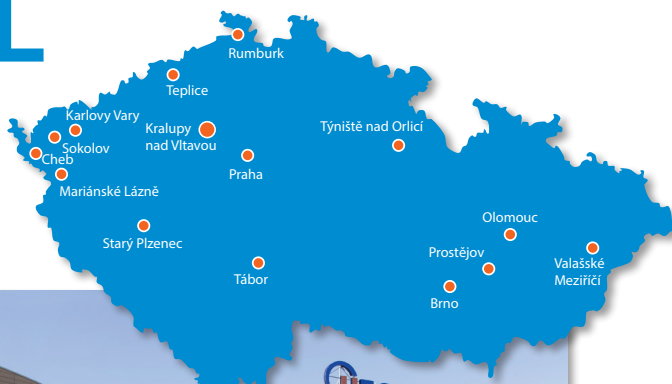 L
Rumburk
Teplice
Karlovy Vary
Kralupy
nad Vltavou
Týniště nad Orlicí
Sokolov
Cheb
Praha
Mariánské Lázně
Olomouc
Starý Plzenec
Prostějov
Valašské
Meziříčí
Tábor
Brno